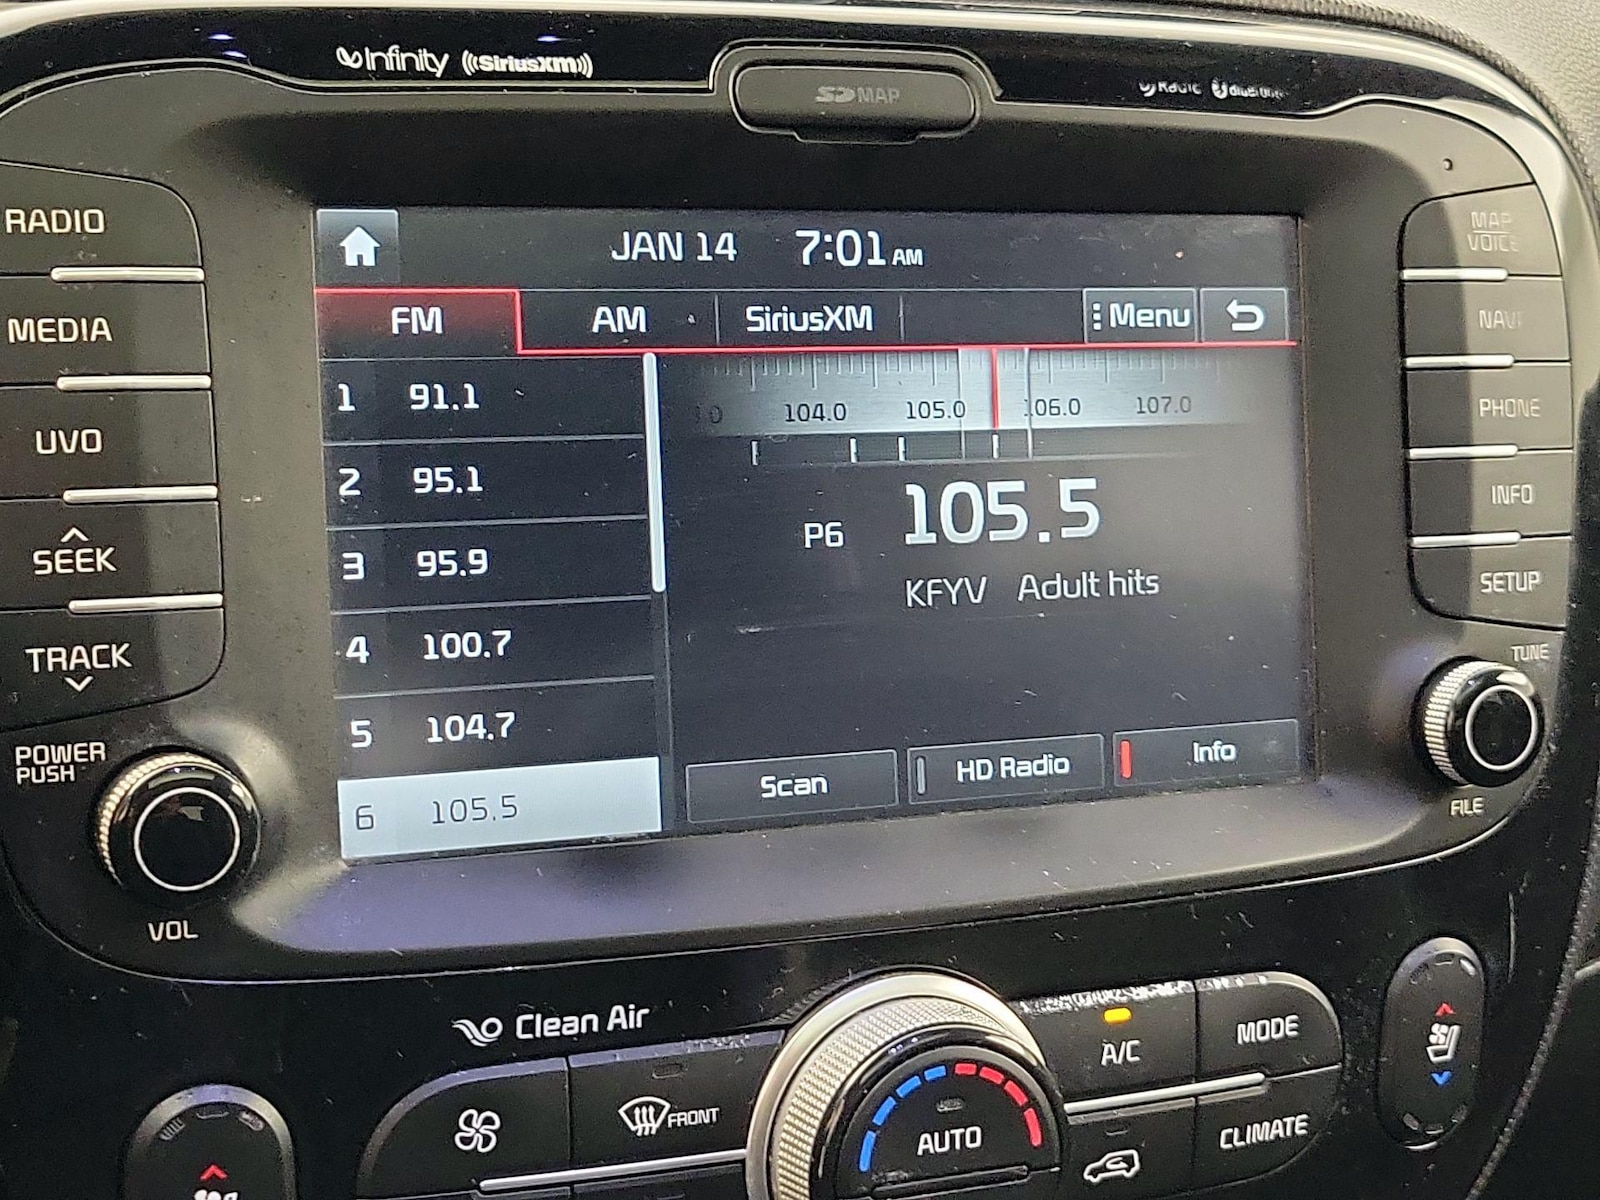 Infinity ((SiriusXM))
SD MAP
RADIO
MEDIA
UVO
SEEK
TRACK
POWER
PUSH
VOL
JAN 14 7:01 AM
FM AM SiriusXM Menu
1 91.1
2 95.1
3 95.9
4 100.7
5 104.7
6 105.5
104.0 105.0 106.0 107.0
P6 105.5
KFYV Adult hits
Scan HD Radio Info
MAP
VOICE
NAV
PHONE
INFO
SETUP
TUNE
FILE
Clean Air
FRONT
AUTO
A/C
MODE
CLIMATE